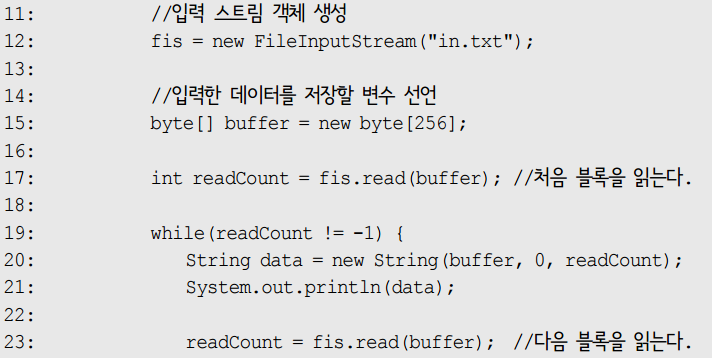 11: //입력 스트림 객체 생성
12: fis = new FileInputStream("in.txt");
13:
14: //입력한 데이터를 저장할 변수 선언
15: byte[] buffer = new byte[256];
16:
17: int readCount = fis.read(buffer); //처음 블록을 읽는다.
18:
19: while(readCount != -1) {
20: String data = new String(buffer, 0, readCount);
21: System.out.println(data);
22:
23: readCount = fis.read(buffer); //다음 블록을 읽는다.